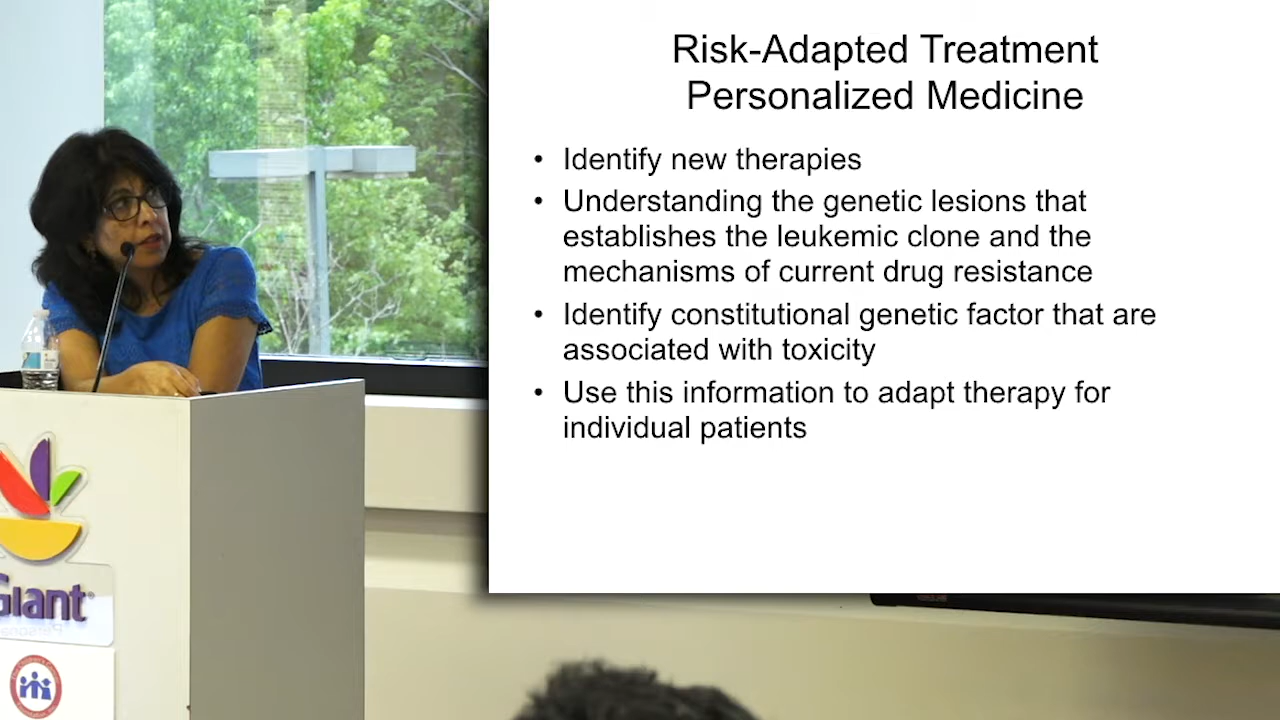 Risk-Adapted Treatment
Personalized Medicine
• Identify new therapies
• Understanding the genetic lesions that
establishes the leukemic clone and the
mechanisms of current drug resistance
• Identify constitutional genetic factor that are
associated with toxicity
• Use this information to adapt therapy for
individual patients
Giant